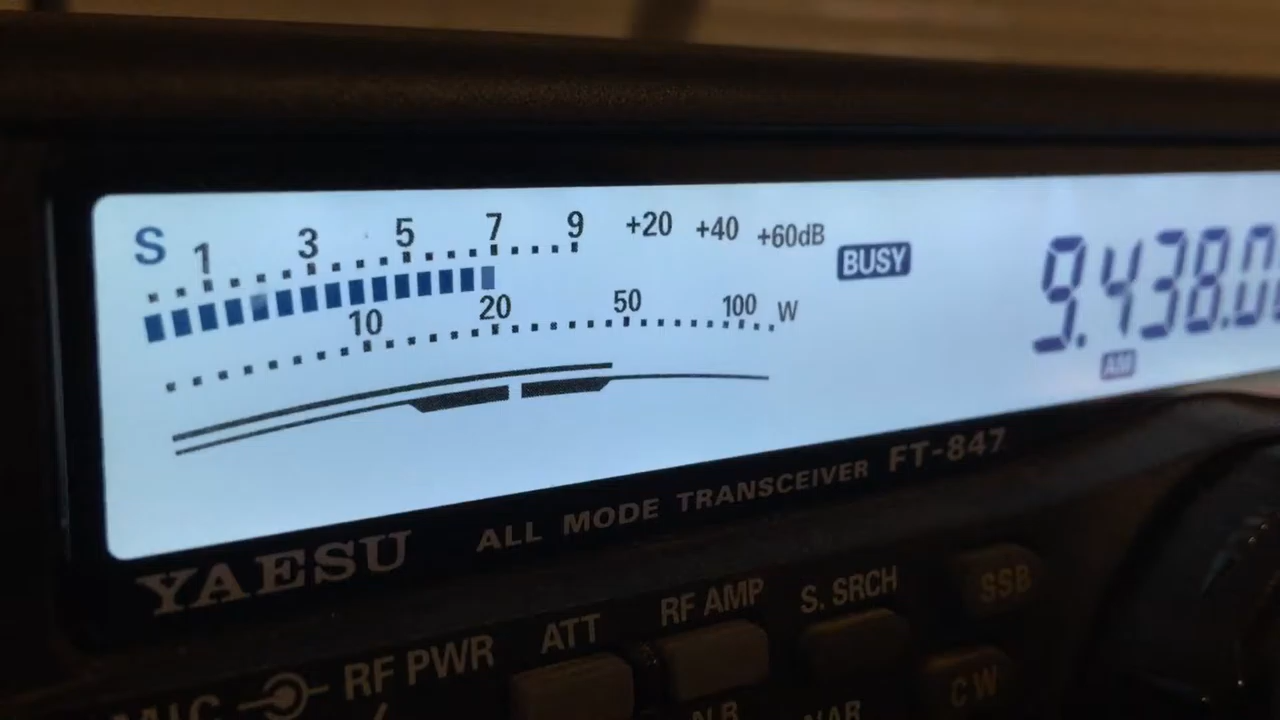 S 1 3 5 7 9 +20 +40 +60dB
BUSY
9.438.0
10 20 50 100 W
AM
YAESU ALL MODE TRANSCEIVER FT-847
MIC RF PWR ATT RF AMP S. SRCH SSB
CW